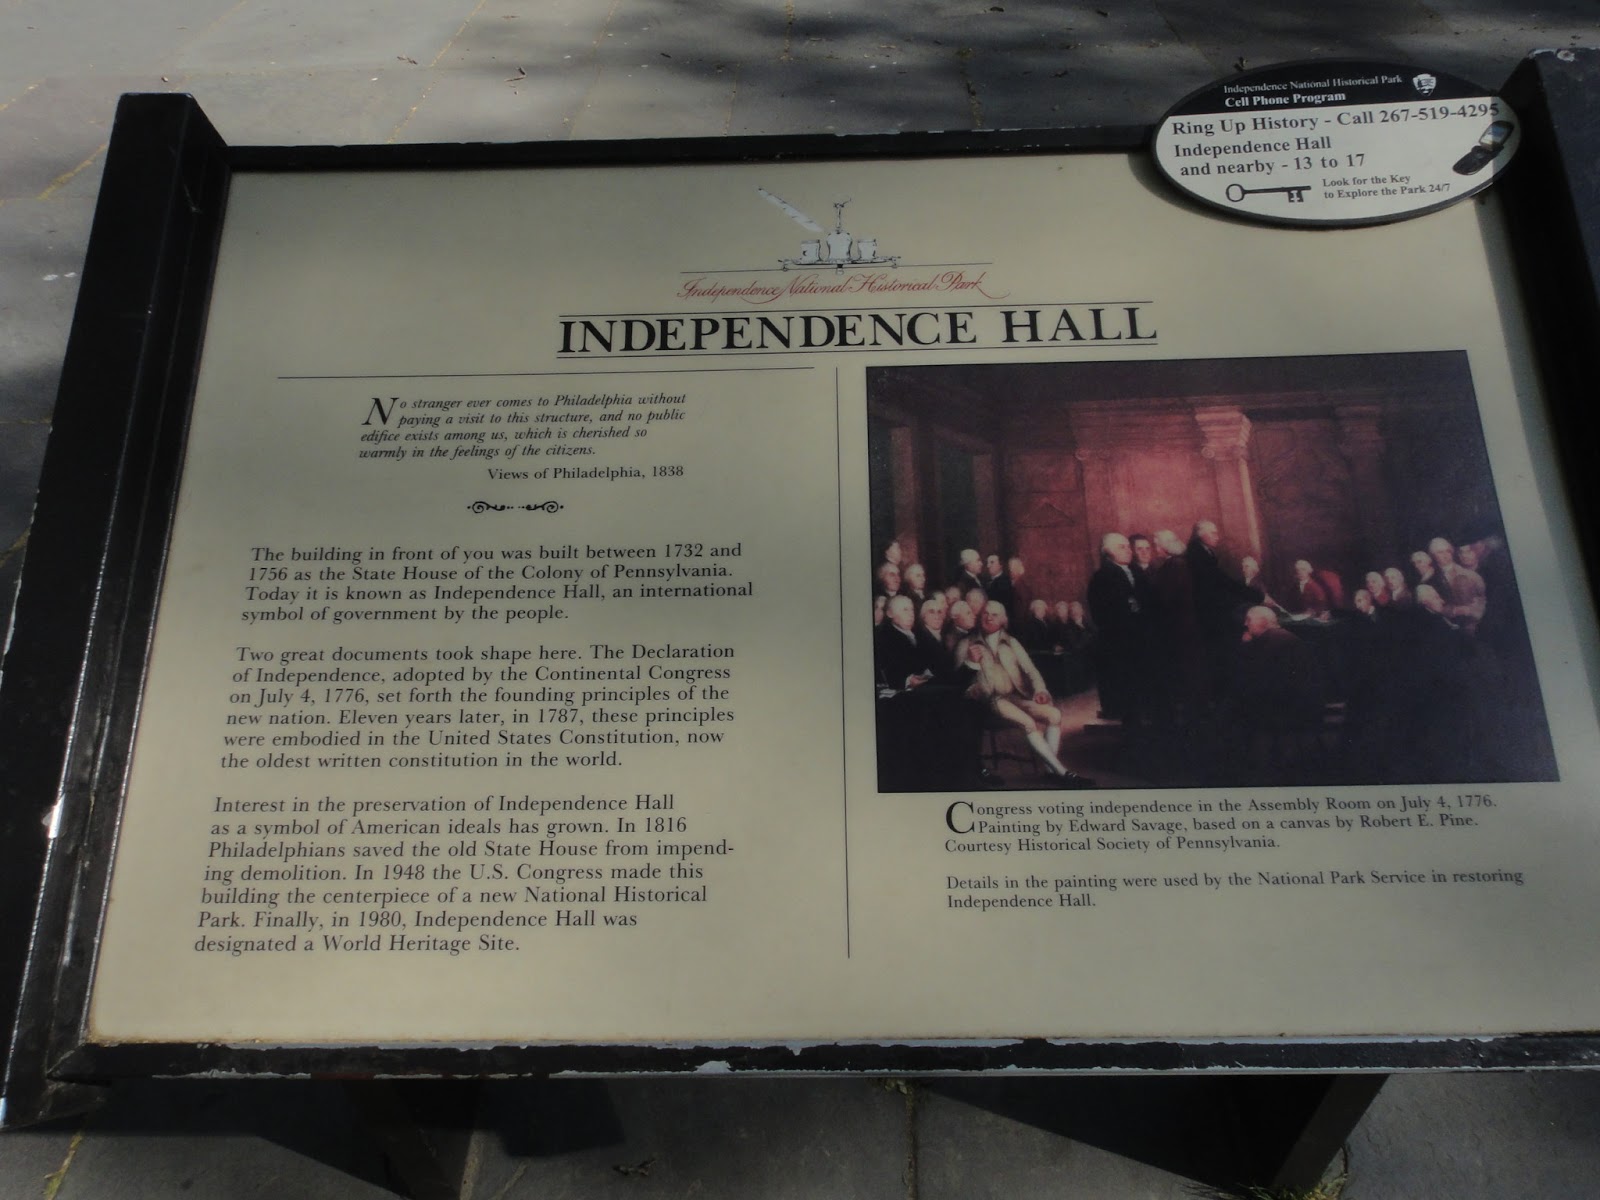 Independence National Historical Park
Cell Phone Program
Ring Up History - Call 267-519-4295
Independence Hall
and nearby - 13 to 17
Look for the Key
to Explore the Park 24/7
Independence National Historical Park
INDEPENDENCE HALL
No stranger ever comes to Philadelphia without
paying a visit to this structure, and no public
edifice exists among us, which is cherished so
warmly in the feelings of the citizens.
Views of Philadelphia, 1838
The building in front of you was built between 1732 and
1756 as the State House of the Colony of Pennsylvania.
Today it is known as Independence Hall, an international
symbol of government by the people.
Two great documents took shape here. The Declaration
of Independence, adopted by the Continental Congress
on July 4, 1776, set forth the founding principles of the
new nation. Eleven years later, in 1787, these principles
were embodied in the United States Constitution, now
the oldest written constitution in the world.
Interest in the preservation of Independence Hall
as a symbol of American ideals has grown. In 1816
Philadelphians saved the old State House from impend-
ing demolition. In 1948 the U.S. Congress made this
building the centerpiece of a new National Historical
Park. Finally, in 1980, Independence Hall was
designated a World Heritage Site.
Congress voting independence in the Assembly Room on July 4, 1776.
Painting by Edward Savage, based on a canvas by Robert E. Pine.
Courtesy Historical Society of Pennsylvania.
Details in the painting were used by the National Park Service in restoring
Independence Hall.